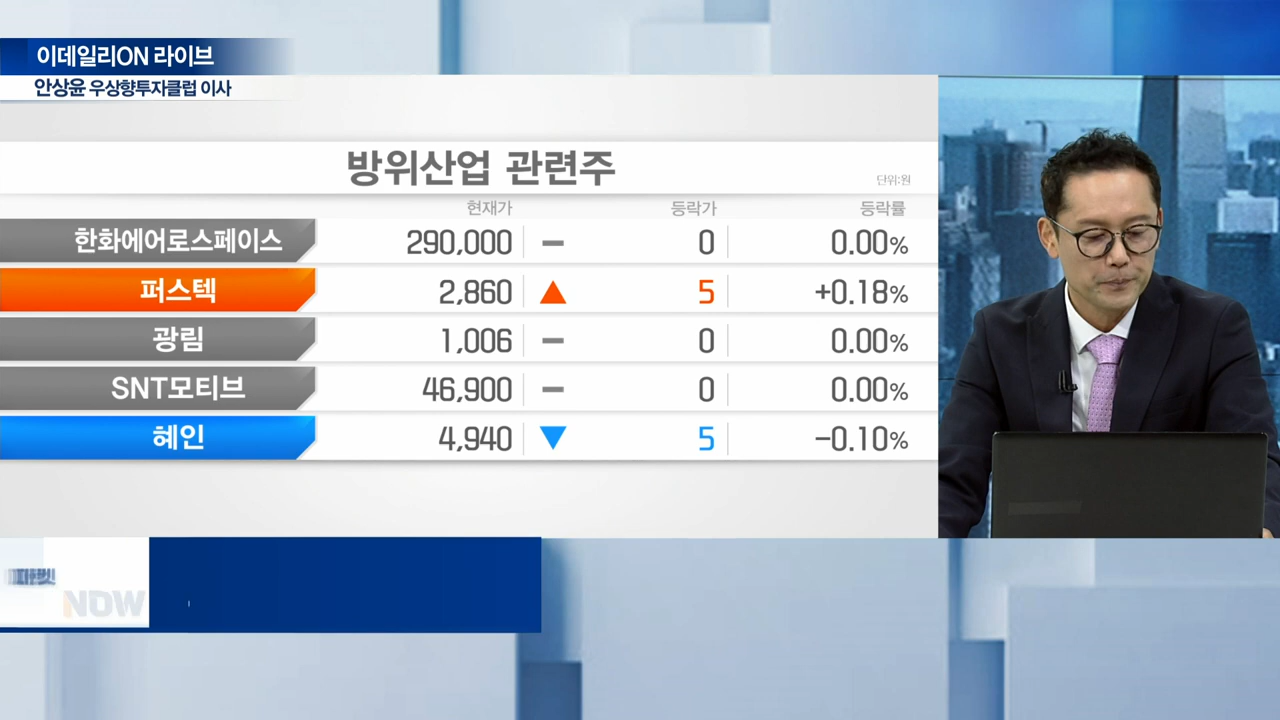 이데일리ON 라이브
안상윤 우상향투자클럽 이사
방위산업 관련주
단위:원
현재가 등락가 등락률
한화에어로스페이스 290,000 — 0 0.00%
퍼스텍 2,860 ▲ 5 +0.18%
광림 1,006 — 0 0.00%
SNT모티브 46,900 — 0 0.00%
혜인 4,940 ▼ 5 -0.10%
NOW